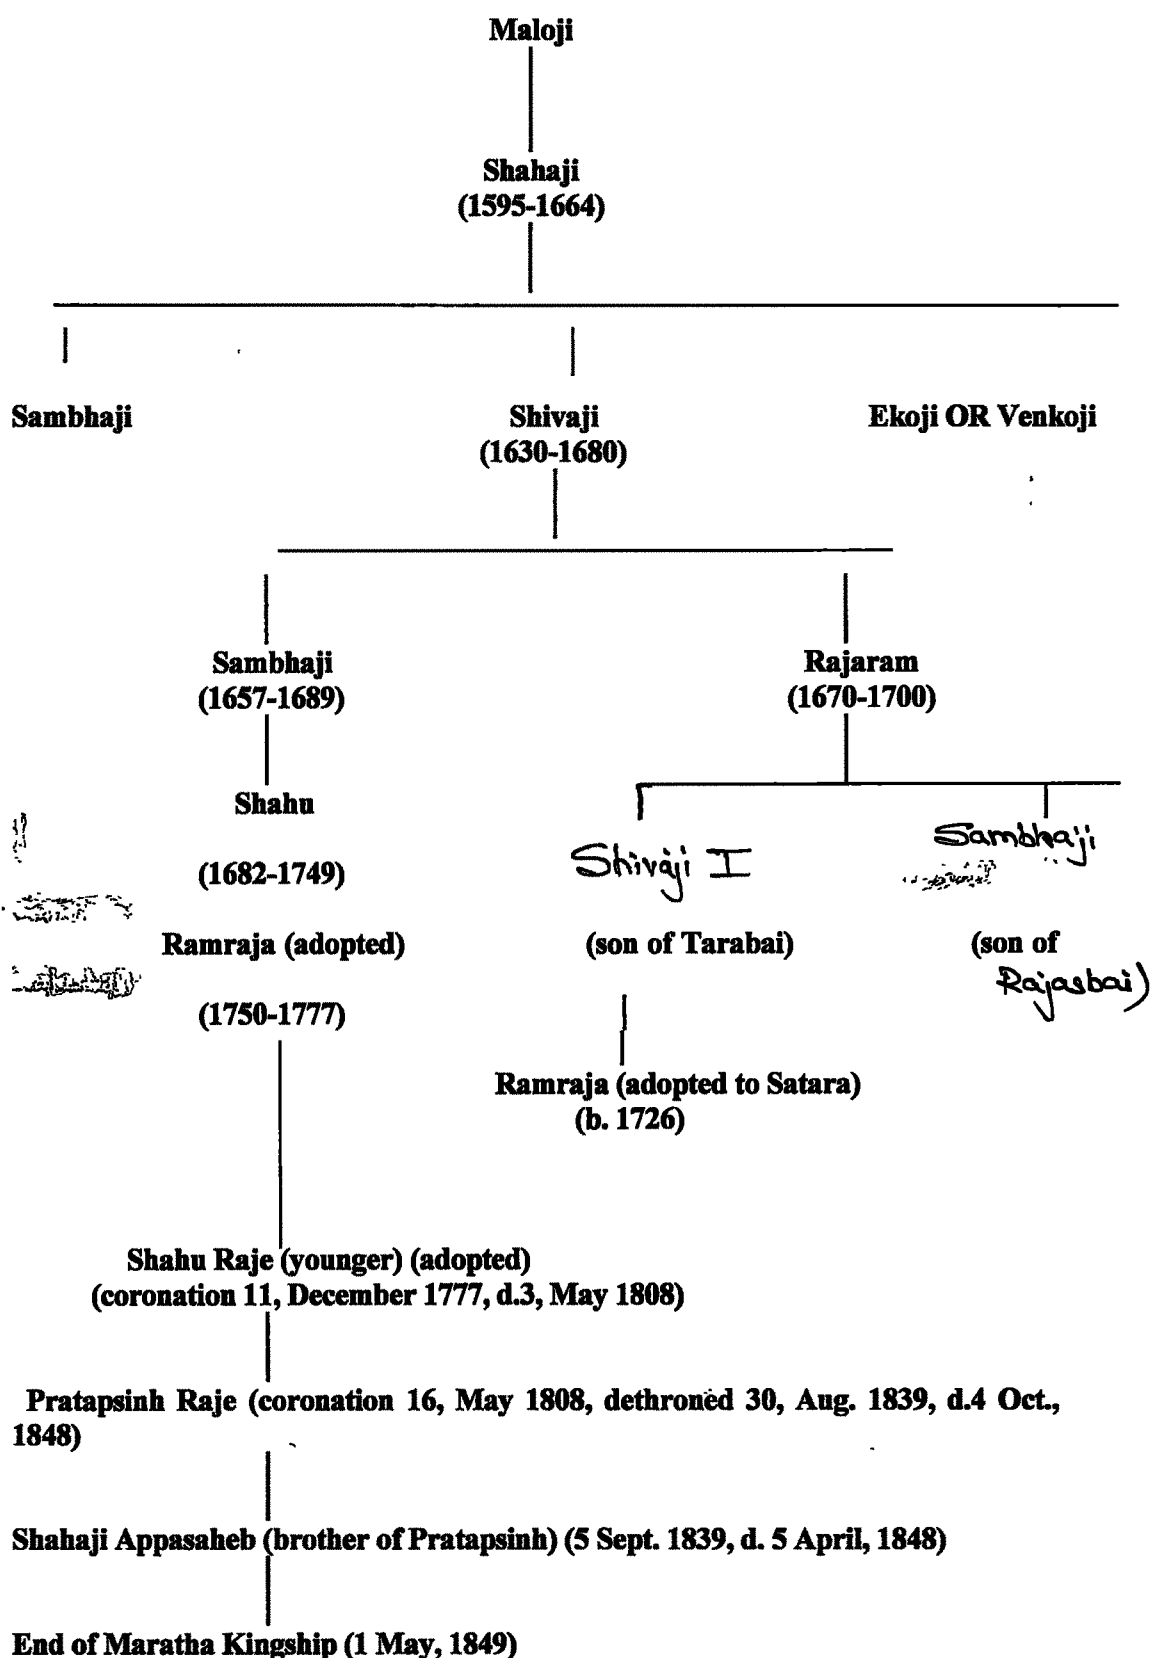 Maloji
Shahaji
(1595-1664)
Sambhaji Shivaji Ekoji OR Venkoji
(1630-1680)
Sambhaji Rajaram
(1657-1689) (1670-1700)
Shahu
Sambhaji
Shivaji I
(1682-1749)
Ramraja (adopted) (son of Tarabai) (son of
Rajasbai)
(1750-1777)
Ramraja (adopted to Satara)
(b. 1726)
Shahu Raje (younger) (adopted)
(coronation 11, December 1777, d.3, May 1808)
Pratapsinh Raje (coronation 16, May 1808, dethroned 30, Aug. 1839, d.4 Oct.,
1848)
Shahaji Appasaheb (brother of Pratapsinh) (5 Sept. 1839, d. 5 April, 1848)
End of Maratha Kingship (1 May, 1849)